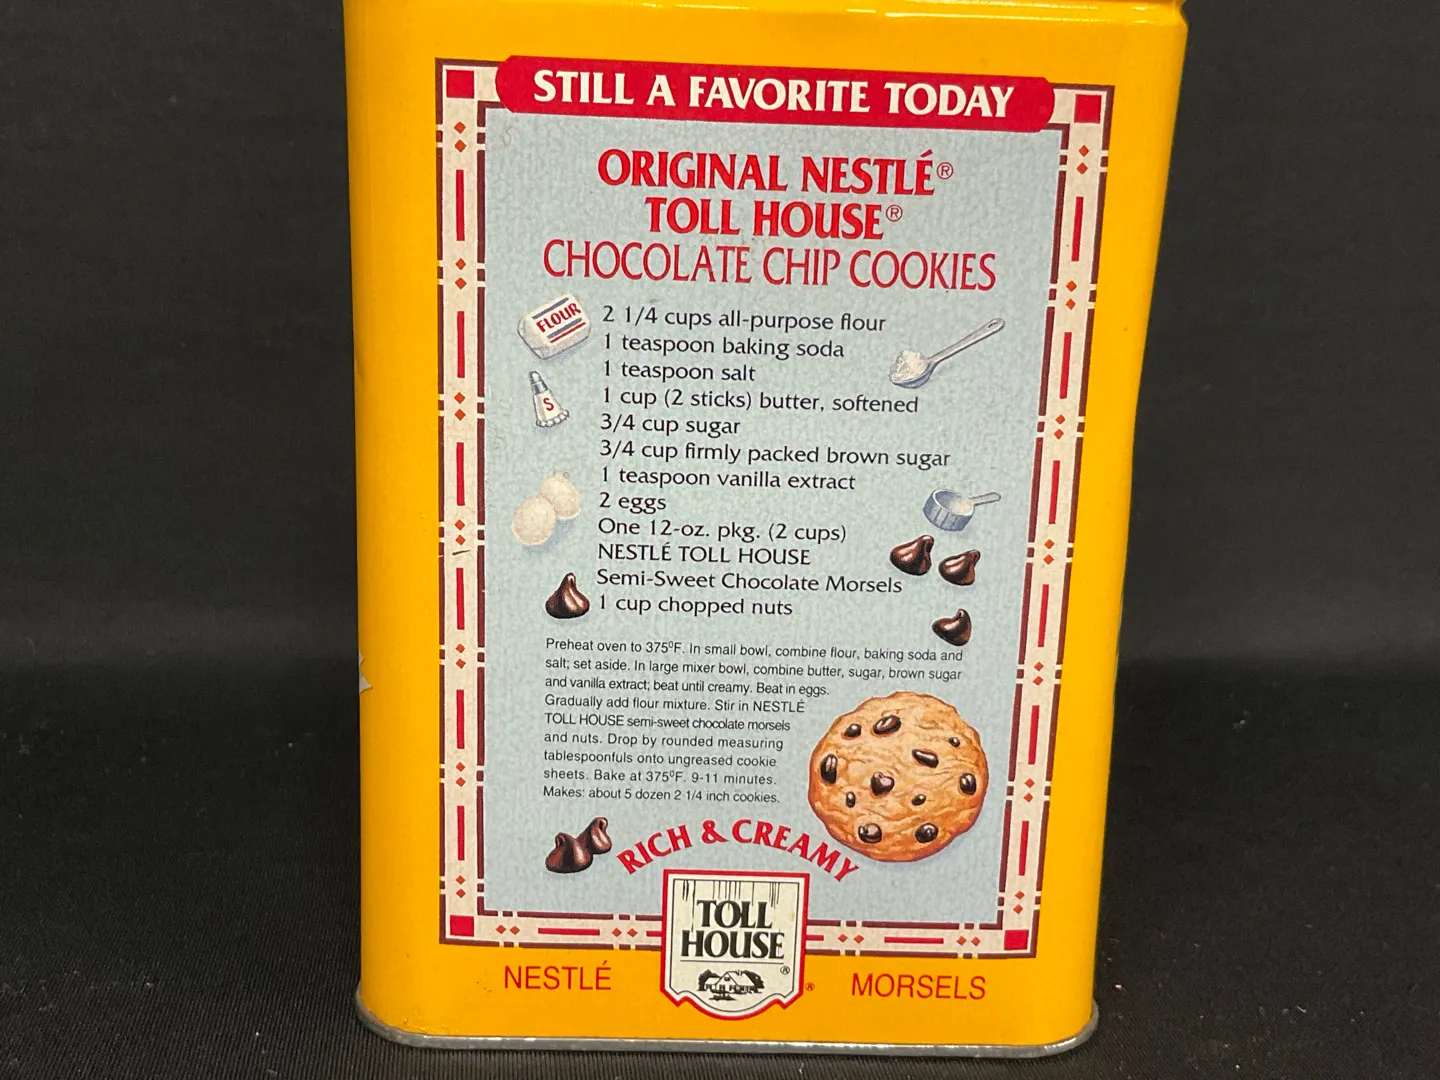 STILL A FAVORITE TODAY
ORIGINAL NESTLÉ®
TOLL HOUSE®
CHOCOLATE CHIP COOKIES
FLOUR
2 1/4 cups all-purpose flour
1 teaspoon baking soda
1 teaspoon salt
1 cup (2 sticks) butter, softened
S
3/4 cup sugar
3/4 cup firmly packed brown sugar
1 teaspoon vanilla extract
2 eggs
One 12-oz. pkg. (2 cups)
NESTLÉ TOLL HOUSE
Semi-Sweet Chocolate Morsels
1 cup chopped nuts
Preheat oven to 375°F. In small bowl, combine flour, baking soda and
salt; set aside. In large mixer bowl, combine butter, sugar, brown sugar
and vanilla extract; beat until creamy. Beat in eggs.
Gradually add flour mixture. Stir in NESTLÉ
TOLL HOUSE semi-sweet chocolate morsels
and nuts. Drop by rounded measuring
tablespoonfuls onto ungreased cookie
sheets. Bake at 375°F. 9-11 minutes.
Makes: about 5 dozen 2 1/4 inch cookies.
RICH & CREAMY
TOLL
HOUSE
®
NESTLÉ
® MORSELS